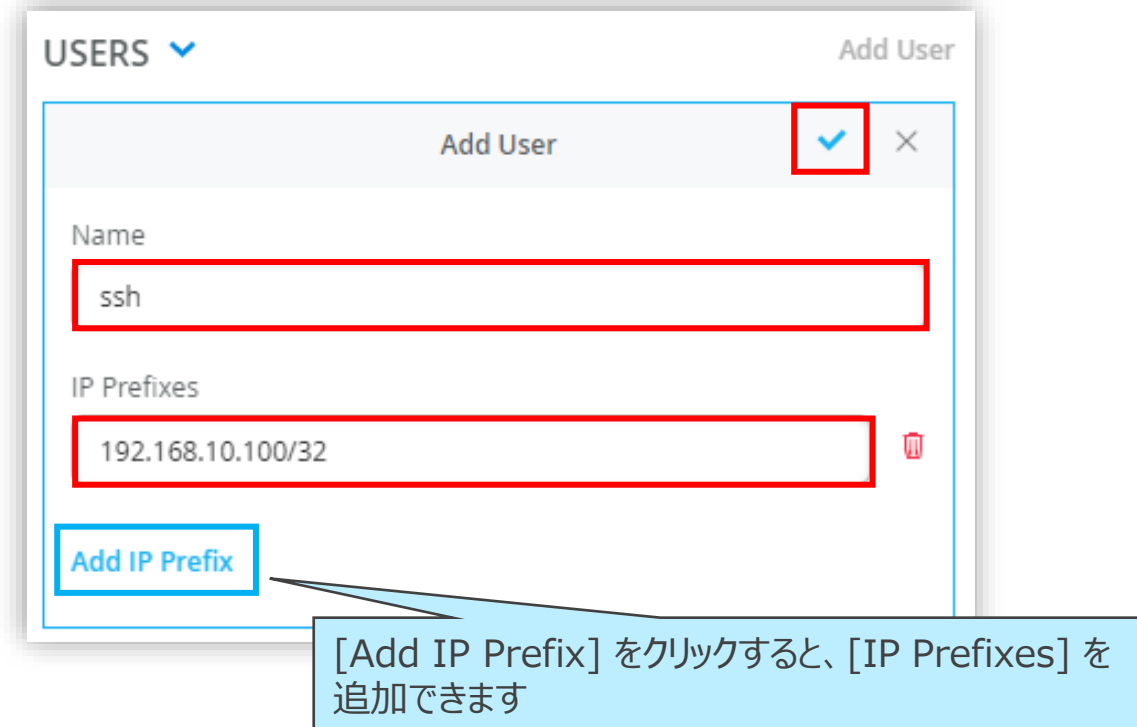 USERS
Add User
Add User
Name
ssh
IP Prefixes
192.168.10.100/32
Add IP Prefix
[Add IP Prefix] をクリックすると、[IP Prefixes] を
追加できます